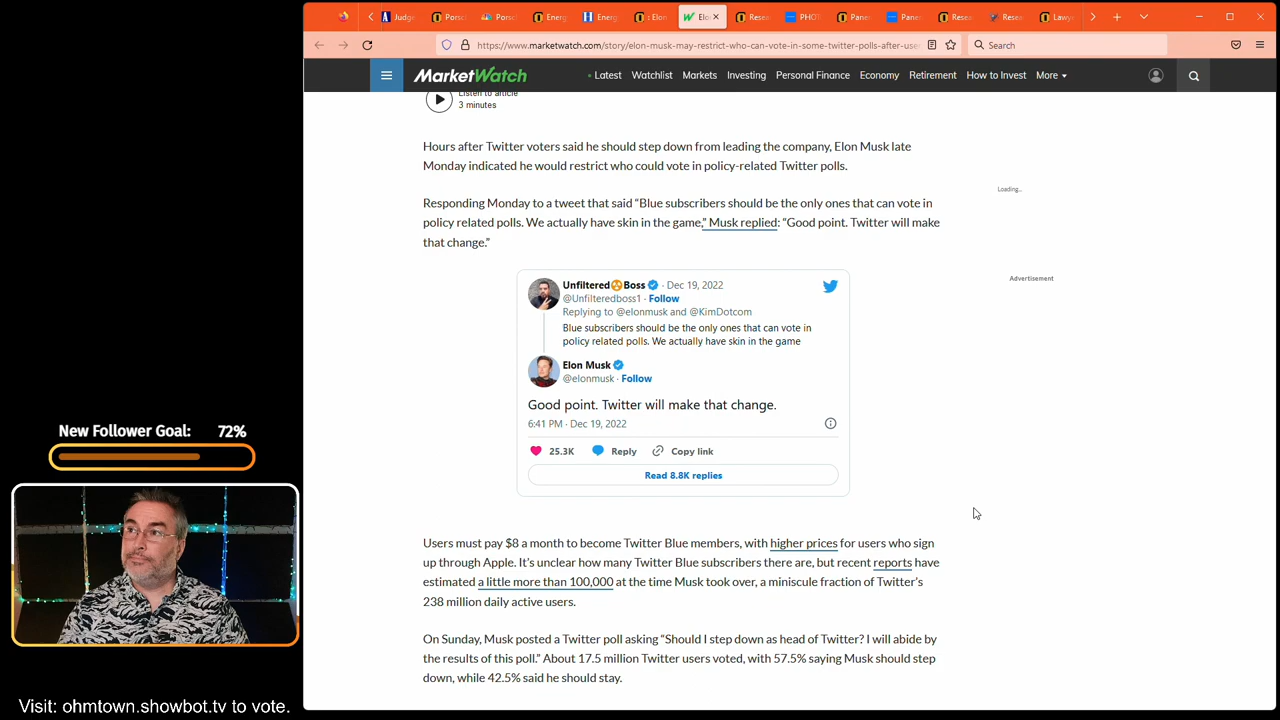 Judge
Porsc
Porsc
Energ
Energ
: Elon
Elo
Resea
PHOT
Pane
Pane
Resea
Resea
Lawy
https://www.marketwatch.com/story/elon-musk-may-restrict-who-can-vote-in-some-twitter-polls-after-use
Search
MarketWatch
Latest Watchlist Markets Investing Personal Finance Economy Retirement How to Invest More
Listen to article
3 minutes
Hours after Twitter voters said he should step down from leading the company, Elon Musk late
Monday indicated he would restrict who could vote in policy-related Twitter polls.
Loading...
Responding Monday to a tweet that said “Blue subscribers should be the only ones that can vote in
policy related polls. We actually have skin in the game,” Musk replied: “Good point. Twitter will make
that change.”
Advertisement
Unfiltered Boss · Dec 19, 2022
@Unfilteredboss1 · Follow
Replying to @elonmusk and @KimDotcom
Blue subscribers should be the only ones that can vote in
policy related polls. We actually have skin in the game
Elon Musk
@elonmusk · Follow
Good point. Twitter will make that change.
6:41 PM · Dec 19, 2022
25.3K Reply Copy link
Read 8.8K replies
Users must pay $8 a month to become Twitter Blue members, with higher prices for users who sign
up through Apple. It’s unclear how many Twitter Blue subscribers there are, but recent reports have
estimated a little more than 100,000 at the time Musk took over, a miniscule fraction of Twitter’s
238 million daily active users.
On Sunday, Musk posted a Twitter poll asking “Should I step down as head of Twitter? I will abide by
the results of this poll.” About 17.5 million Twitter users voted, with 57.5% saying Musk should step
down, while 42.5% said he should stay.
New Follower Goal: 72%
Visit: ohmtown.showbot.tv to vote.